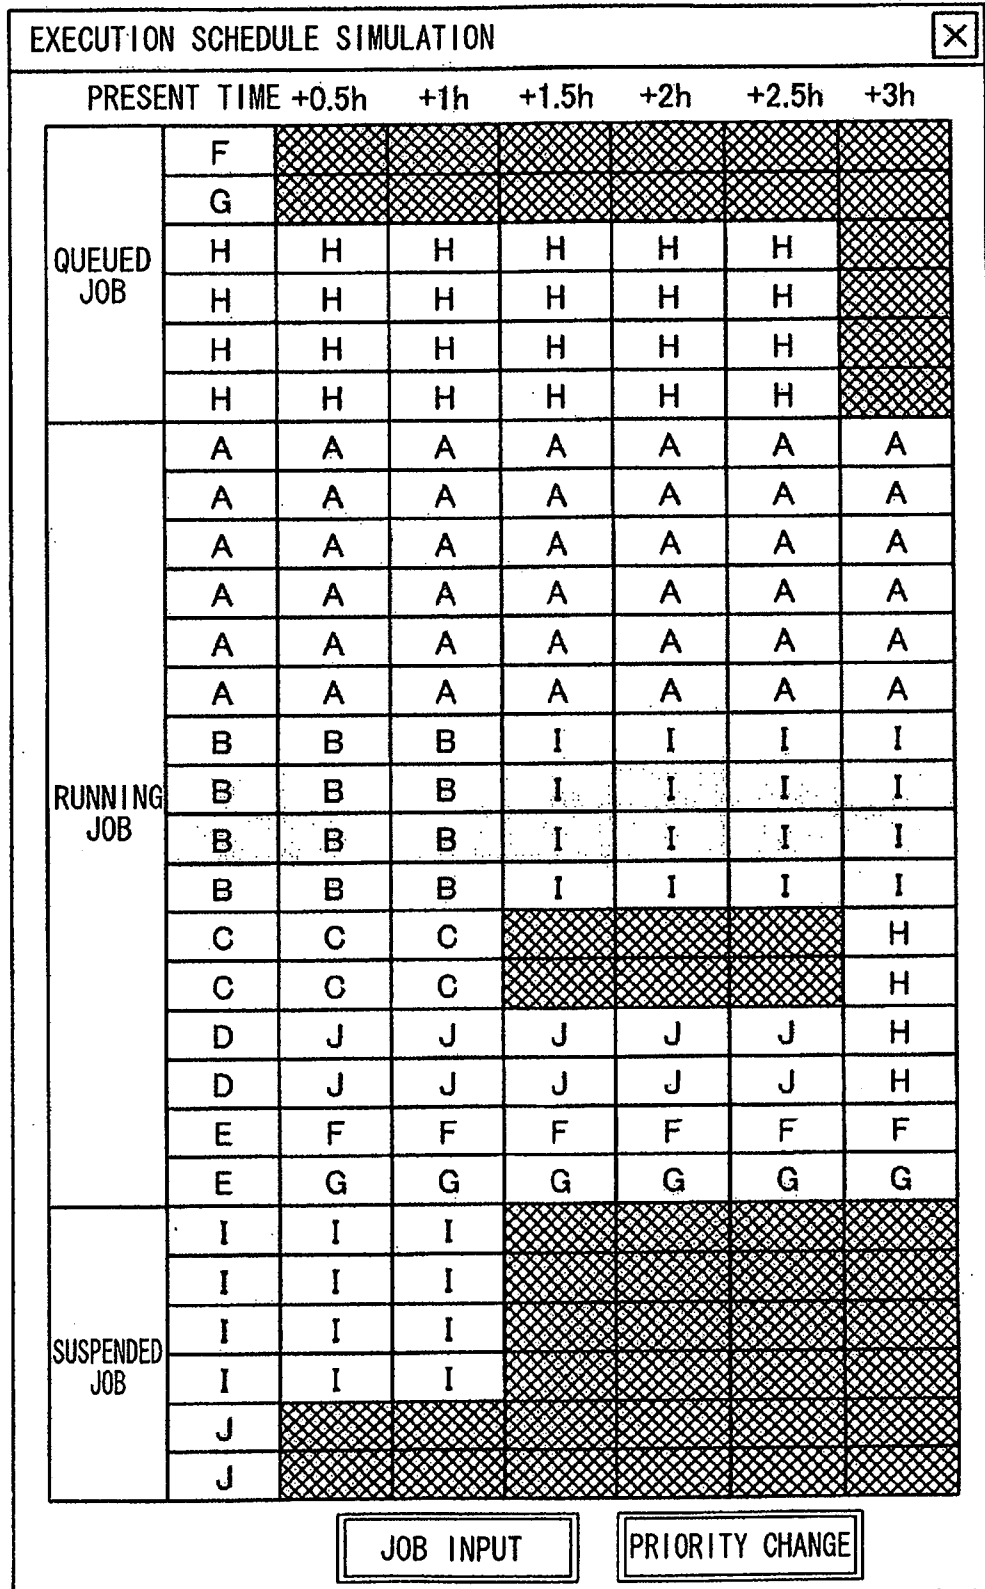 EXECUTION SCHEDULE SIMULATION X
PRESENT TIME +0.5h +1h +1.5h +2h +2.5h +3h
QUEUED JOB
F
G
H H H H H H
H H H H H H
H H H H H H
H H H H H H
RUNNING JOB
A A A A A A A
A A A A A A A
A A A A A A A
A A A A A A A
A A A A A A A
A A A A A A A
B B B I I I I
B B B I I I I
B B B I I I I
B B B I I I I
C C C H
C C C H
D J J J J J H
D J J J J J H
E F F F F F F
E G G G G G G
SUSPENDED JOB
I I I
I I I
I I I
I I I
J
J
JOB INPUT PRIORITY CHANGE